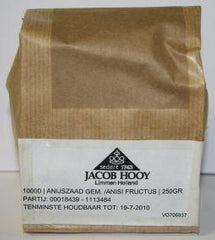 sedert 1743
JACOB HOOY
Limmen Holland
10000 | ANIJSZAAD GEM. /ANISI FRUCTUS | 250GR
PARTIJ: 00018439 - 1113484
TENMINSTE HOUDBAAR TOT: 19-7-2010
VO706937